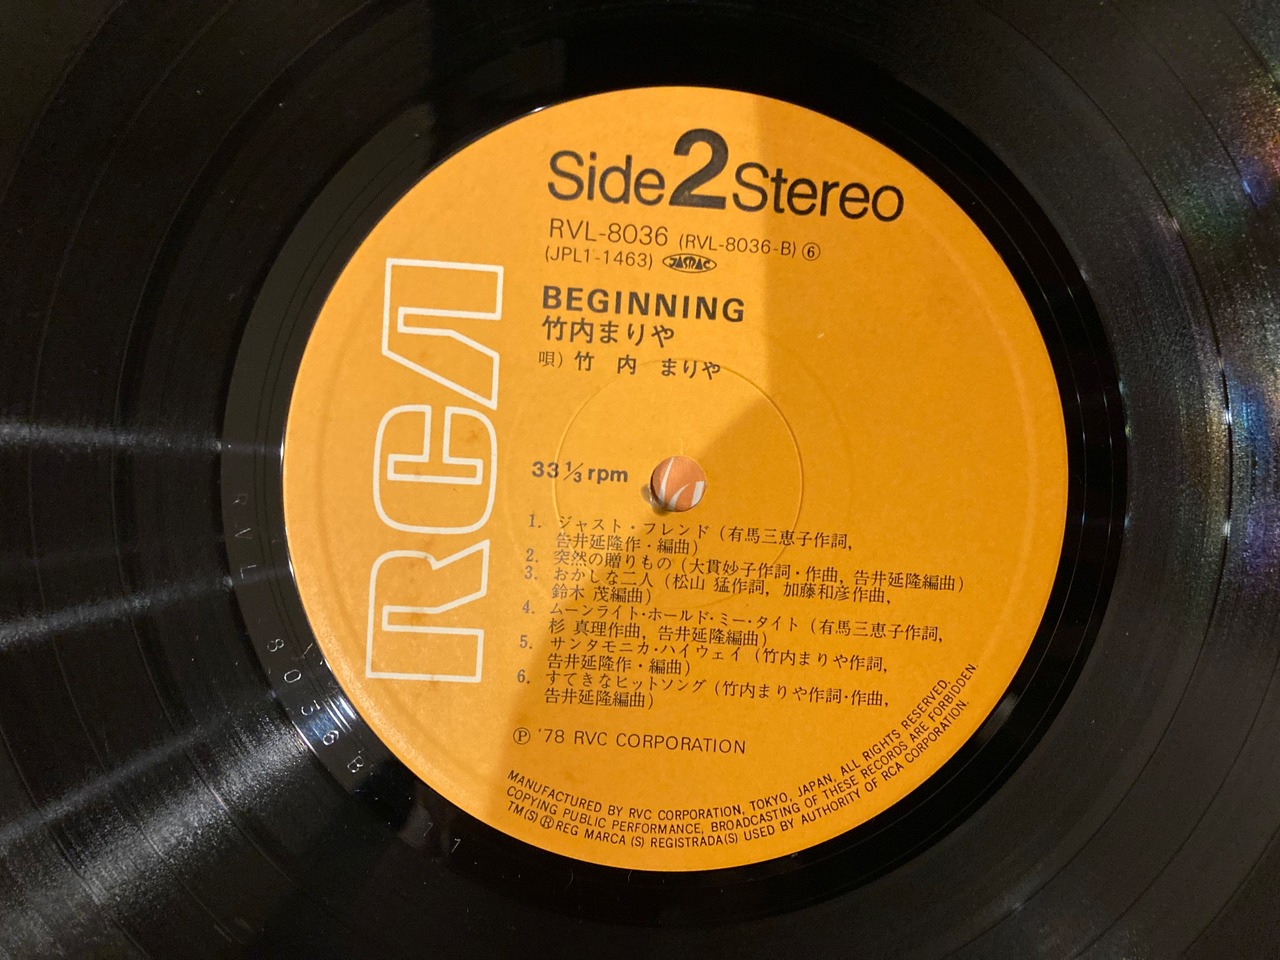 Side 2 Stereo
RVL-8036 (RVL-8036-B) ⑥
(JPL1-1463) JASRAC
BEGINNING
竹内まりや
唄) 竹 内 まりや
RCA
33 1/3 rpm
1. ジャスト・フレンド (有馬三恵子作詞,
告井延隆作・編曲)
2. 突然の贈りもの (大貫妙子作詞・作曲, 告井延隆編曲)
3. おかしな二人 (松山 猛作詞, 加藤和彦作曲,
鈴木 茂編曲)
4. ムーンライト・ホールド・ミー・タイト (有馬三恵子作詞,
杉 真理作曲, 告井延隆編曲)
5. サンタモニカ・ハイウェイ (竹内まりや作詞,
告井延隆作・編曲)
6. すてきなヒットソング (竹内まりや作詞・作曲,
告井延隆編曲)
Ⓟ '78 RVC CORPORATION
MANUFACTURED BY RVC CORPORATION, TOKYO, JAPAN, ALL RIGHTS RESERVED.
COPYING PUBLIC PERFORMANCE, BROADCASTING OF THESE RECORDS ARE FORBIDDEN.
TM(S) ® REG MARCA (S) REGISTRADA(S) USED BY AUTHORITY OF RCA CORPORATION.
RVL 8036 B